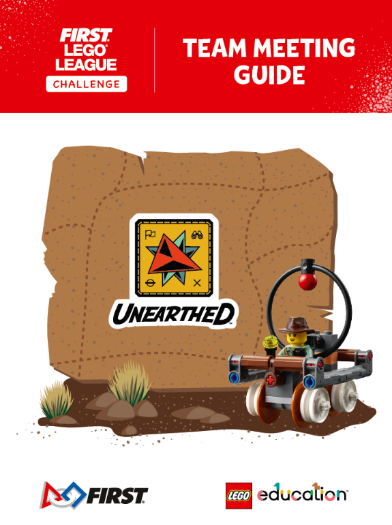 FIRST
LEGO
LEAGUE
CHALLENGE
TEAM MEETING
GUIDE
UNEARTHED
FIRST
LEGO education